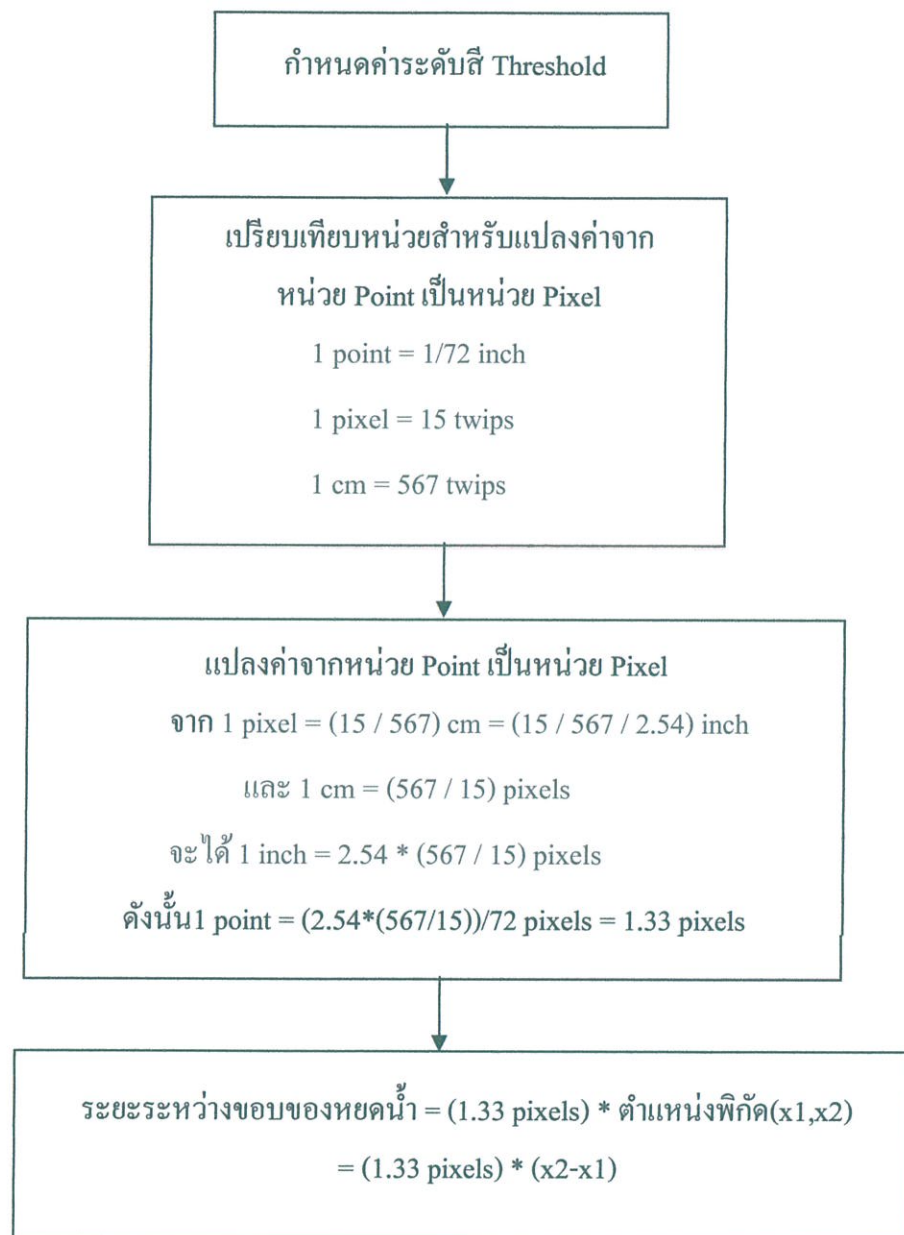 กำหนดค่าระดับสี Threshold
เปรียบเทียบหน่วยสำหรับแปลงค่าจาก
หน่วย Point เป็นหน่วย Pixel
1 point = 1/72 inch
1 pixel = 15 twips
1 cm = 567 twips
แปลงค่าจากหน่วย Point เป็นหน่วย Pixel
จาก 1 pixel = (15 / 567) cm = (15 / 567 / 2.54) inch
และ 1 cm = (567 / 15) pixels
จะได้ 1 inch = 2.54 * (567 / 15) pixels
ดังนั้น1 point = (2.54*(567/15))/72 pixels = 1.33 pixels
ระยะระหว่างขอบของหยดน้ำ = (1.33 pixels) * ตำแหน่งพิกัด(x1,x2)
= (1.33 pixels) * (x2-x1)